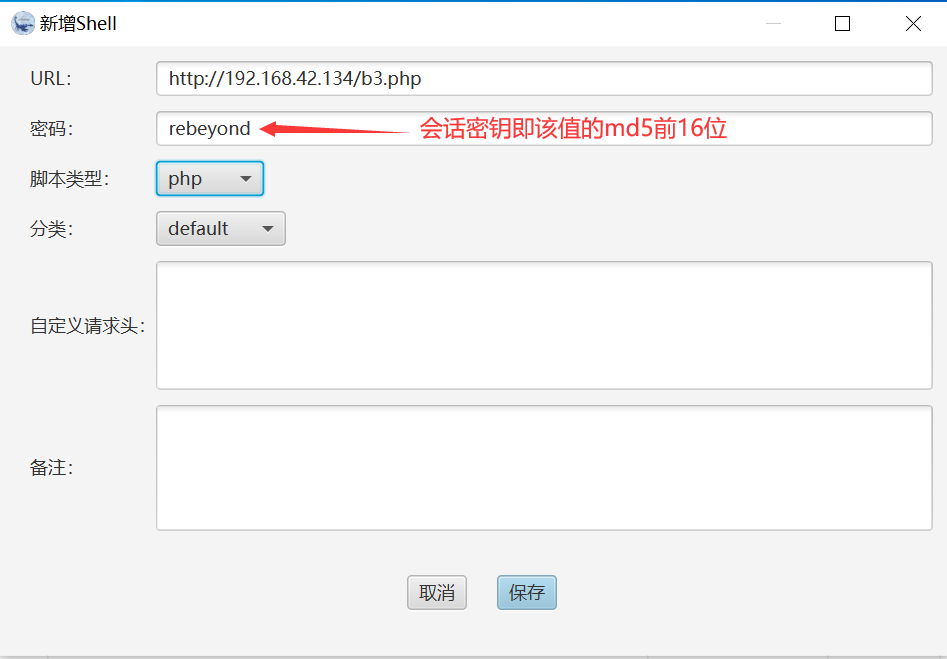 新增Shell
URL:
http://192.168.42.134/b3.php
密码：
rebeyond
会话密钥即该值的md5前16位
脚本类型：
php
分类：
default
自定义请求头：
备注：
取消
保存